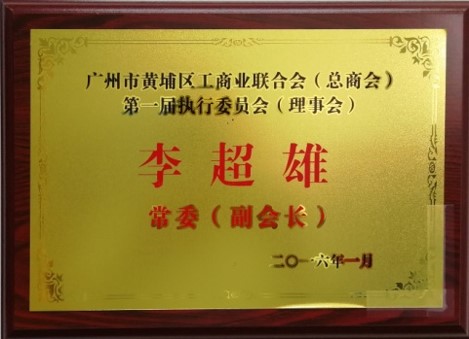 广州市黄埔区工商业联合会（总商会）
第一届执行委员会（理事会）
李超雄
常委（副会长）
二〇一六年一月